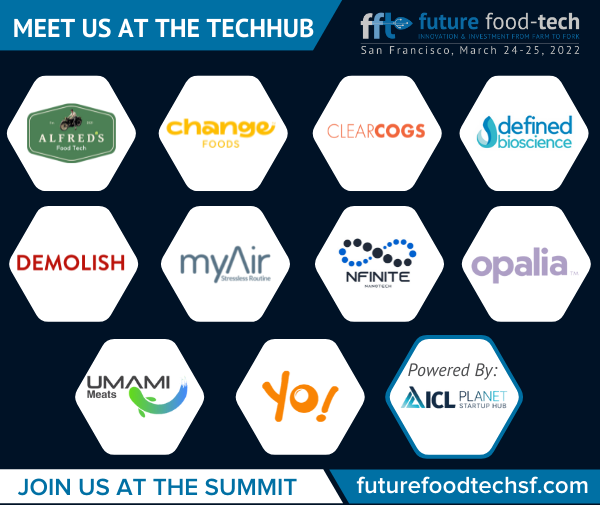 MEET US AT THE TECHHUB
fft future food-tech
INNOVATION & INVESTMENT FROM FARM TO FORK
San Francisco, March 24-25, 2022
ALFRED'S
Food Tech
change
FOODS
CLEARCOGS
defined
bioscience
DEMOLISH
myAir
Stressless Routine
NFINITE
NANOTECH
opalia
UMAMI
Meats
YO!
Powered By:
ICL PLANET
STARTUP HUB
JOIN US AT THE SUMMIT
futurefoodtechsf.com